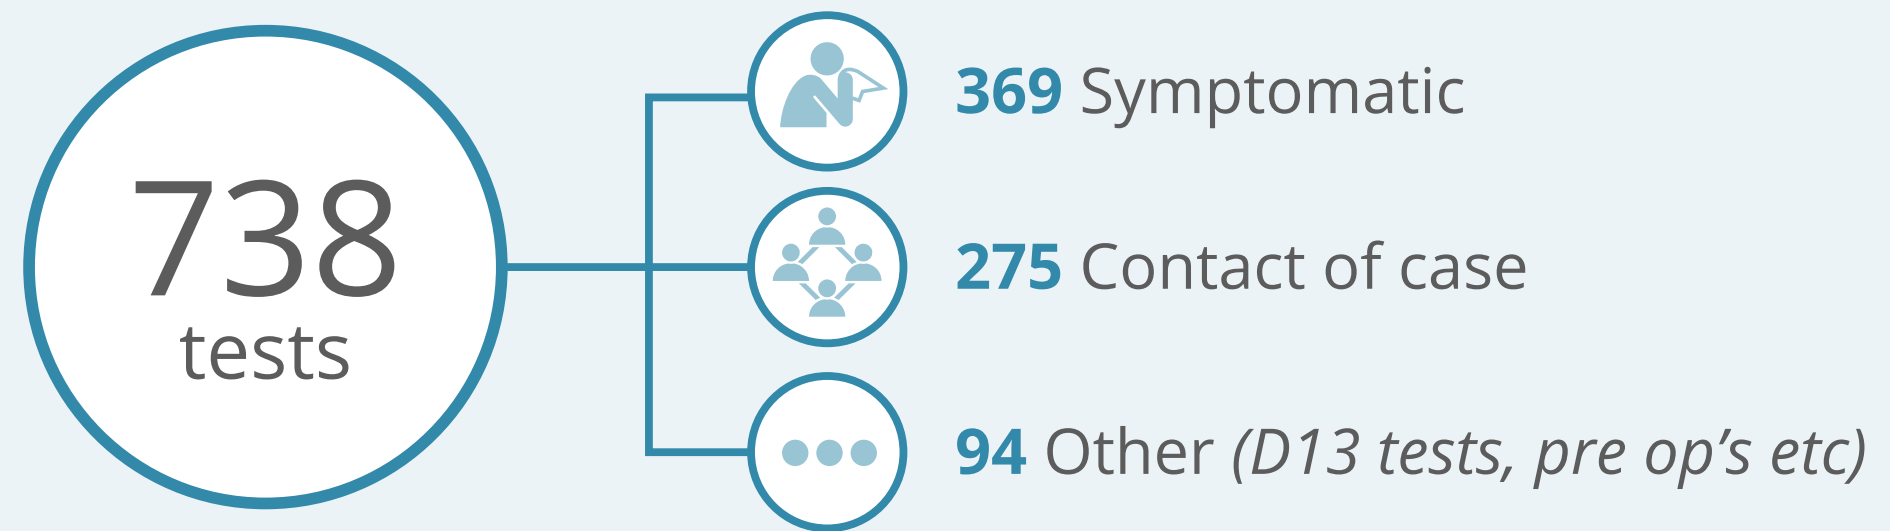 738
tests
369 Symptomatic
275 Contact of case
94 Other (D13 tests, pre op’s etc)